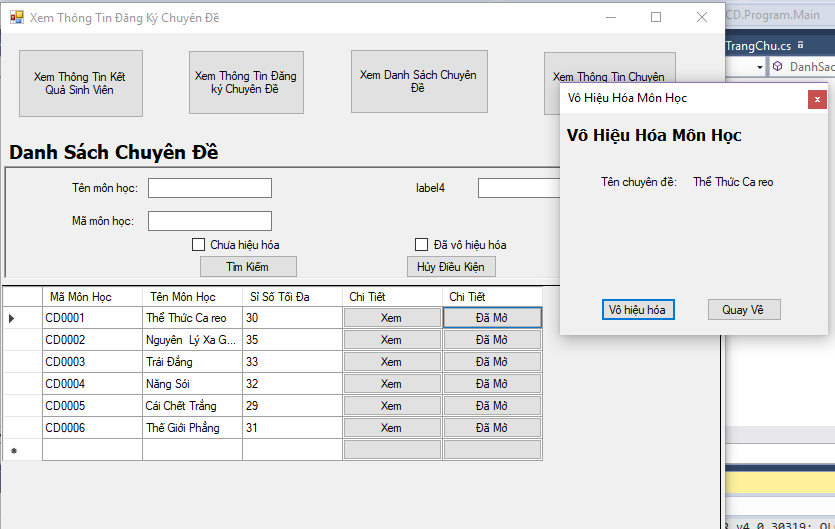 Xem Thông Tin Đăng Ký Chuyên Đề
CD.Program.Main
TrangChu.cs
DanhSac
Xem Thông Tin Kết
Quả Sinh Viên
Xem Thông Tin Đăng
ký Chuyên Đề
Xem Danh Sách Chuyên
Đề
Xem Thông Tin Chuyên
Danh Sách Chuyên Đề
Tên môn học:
label4
Mã môn học:
Chưa hiệu hóa
Đã vô hiệu hóa
Tìm Kiếm
Hủy Điều Kiện
Mã Môn Học Tên Môn Học Sỉ Số Tối Đa Chi Tiết Chi Tiết
CD0001 Thể Thức Ca reo 30 Xem Đã Mở
CD0002 Nguyên Lý Xa G... 35 Xem Đã Mở
CD0003 Trái Đắng 33 Xem Đã Mở
CD0004 Năng Sói 32 Xem Đã Mở
CD0005 Cái Chết Trắng 29 Xem Đã Mở
CD0006 Thế Giới Phẳng 31 Xem Đã Mở
Vô Hiệu Hóa Môn Học
Vô Hiệu Hóa Môn Học
Tên chuyên đề: Thể Thức Ca reo
Vô hiệu hóa
Quay Về
v4.0.30319: